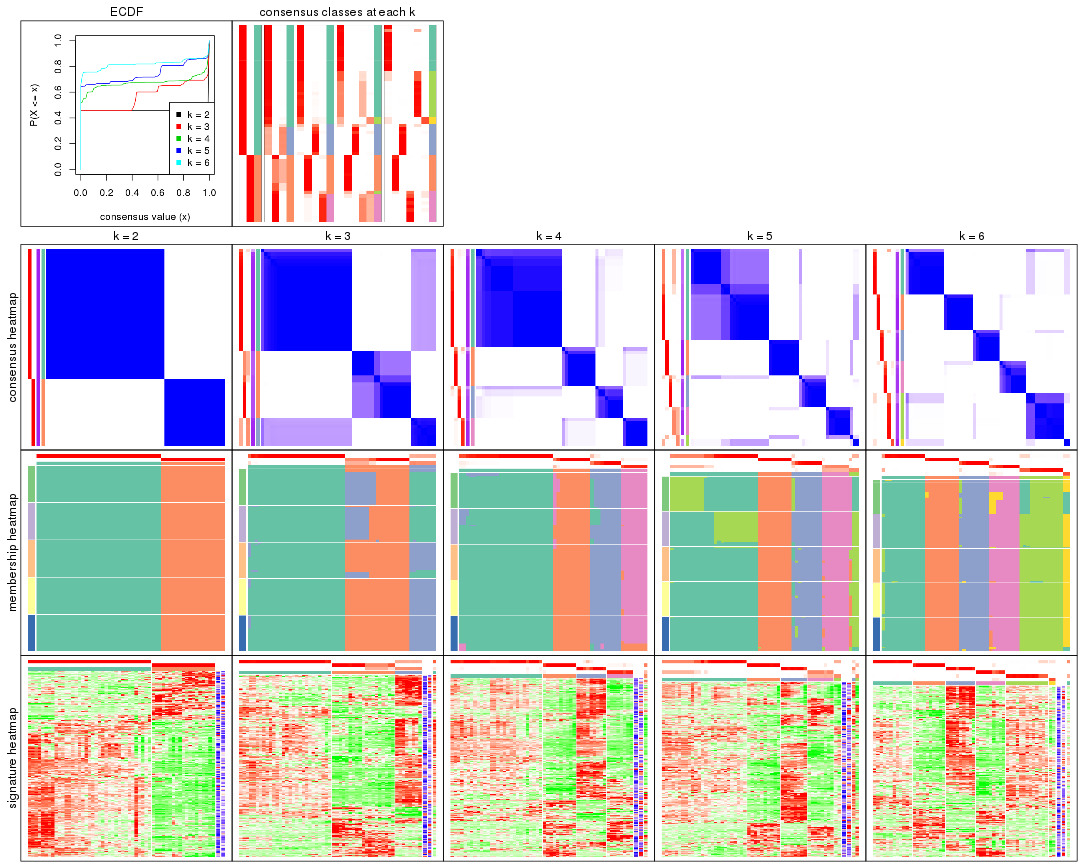 ECDF
consensus classes at each k
P(X <= x)
1.0
0.8
0.6
0.4
0.2
0.0
k = 2
k = 3
k = 4
k = 5
k = 6
0.0 0.2 0.4 0.6 0.8 1.0
consensus value (x)
k = 2
k = 3
k = 4
k = 5
k = 6
consensus heatmap
membership heatmap
signature heatmap